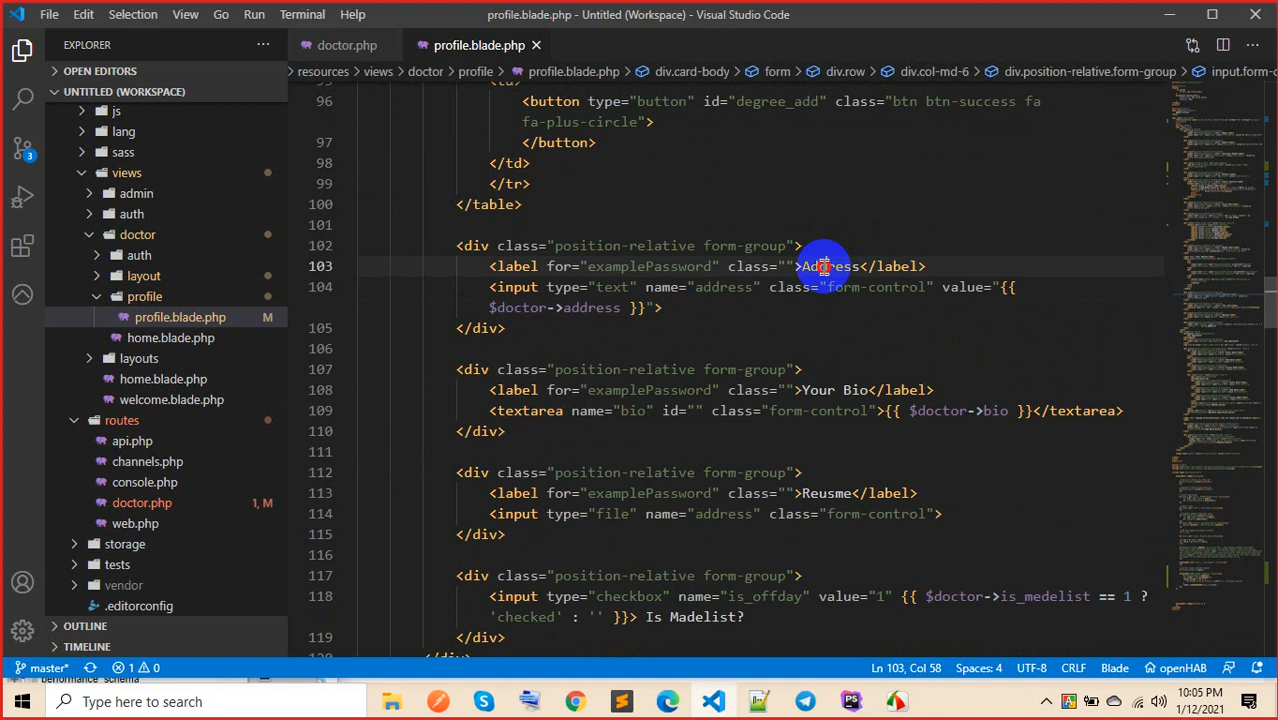 File Edit Selection View Go Run Terminal Help profile.blade.php - Untitled (Workspace) - Visual Studio Code
EXPLORER
doctor.php profile.blade.php
OPEN EDITORS
resources views doctor profile profile.blade.php div.card-body form div.row div.col-md-6 div.position-relative.form-group
UNTITLED (WORKSPACE)
js
lang
sass
views
admin
auth
doctor
auth
layout
profile
profile.blade.php M
home.blade.php
layouts
home.blade.php
welcome.blade.php
routes
api.php
channels.php
console.php
doctor.php 1, M
web.php
storage
tests
vendor
.editorconfig
OUTLINE
TIMELINE
3
96 <button type="button" id="degree_add" class="btn btn-success fa
fa-plus-circle">
97 </button>
98 </td>
99 </tr>
100 </table>
101
102 <div class="position-relative form-group">
103 <label for="examplePassword" class="">Address</label>
104 <input type="text" name="address" class="form-control" value="{{
$doctor->address }}">
105 </div>
106
107 <div class="position-relative form-group">
108 <label for="examplePassword" class="">Your Bio</label>
109 <textarea name="bio" id="" class="form-control">{{ $doctor->bio }}</textarea>
110 </div>
111
112 <div class="position-relative form-group">
113 <label for="examplePassword" class="">Reusme</label>
114 <input type="file" name="address" class="form-control">
115 </div>
116
117 <div class="position-relative form-group">
118 <input type="checkbox" name="is_offday" value="1" {{ $doctor->is_medelist == 1 ?
'checked' : '' }}> Is Madelist?
119 </div>
master* 1 0 Ln 103, Col 58 Spaces: 4 UTF-8 CRLF Blade openHAB
Type here to search
10:05 PM
1/12/2021